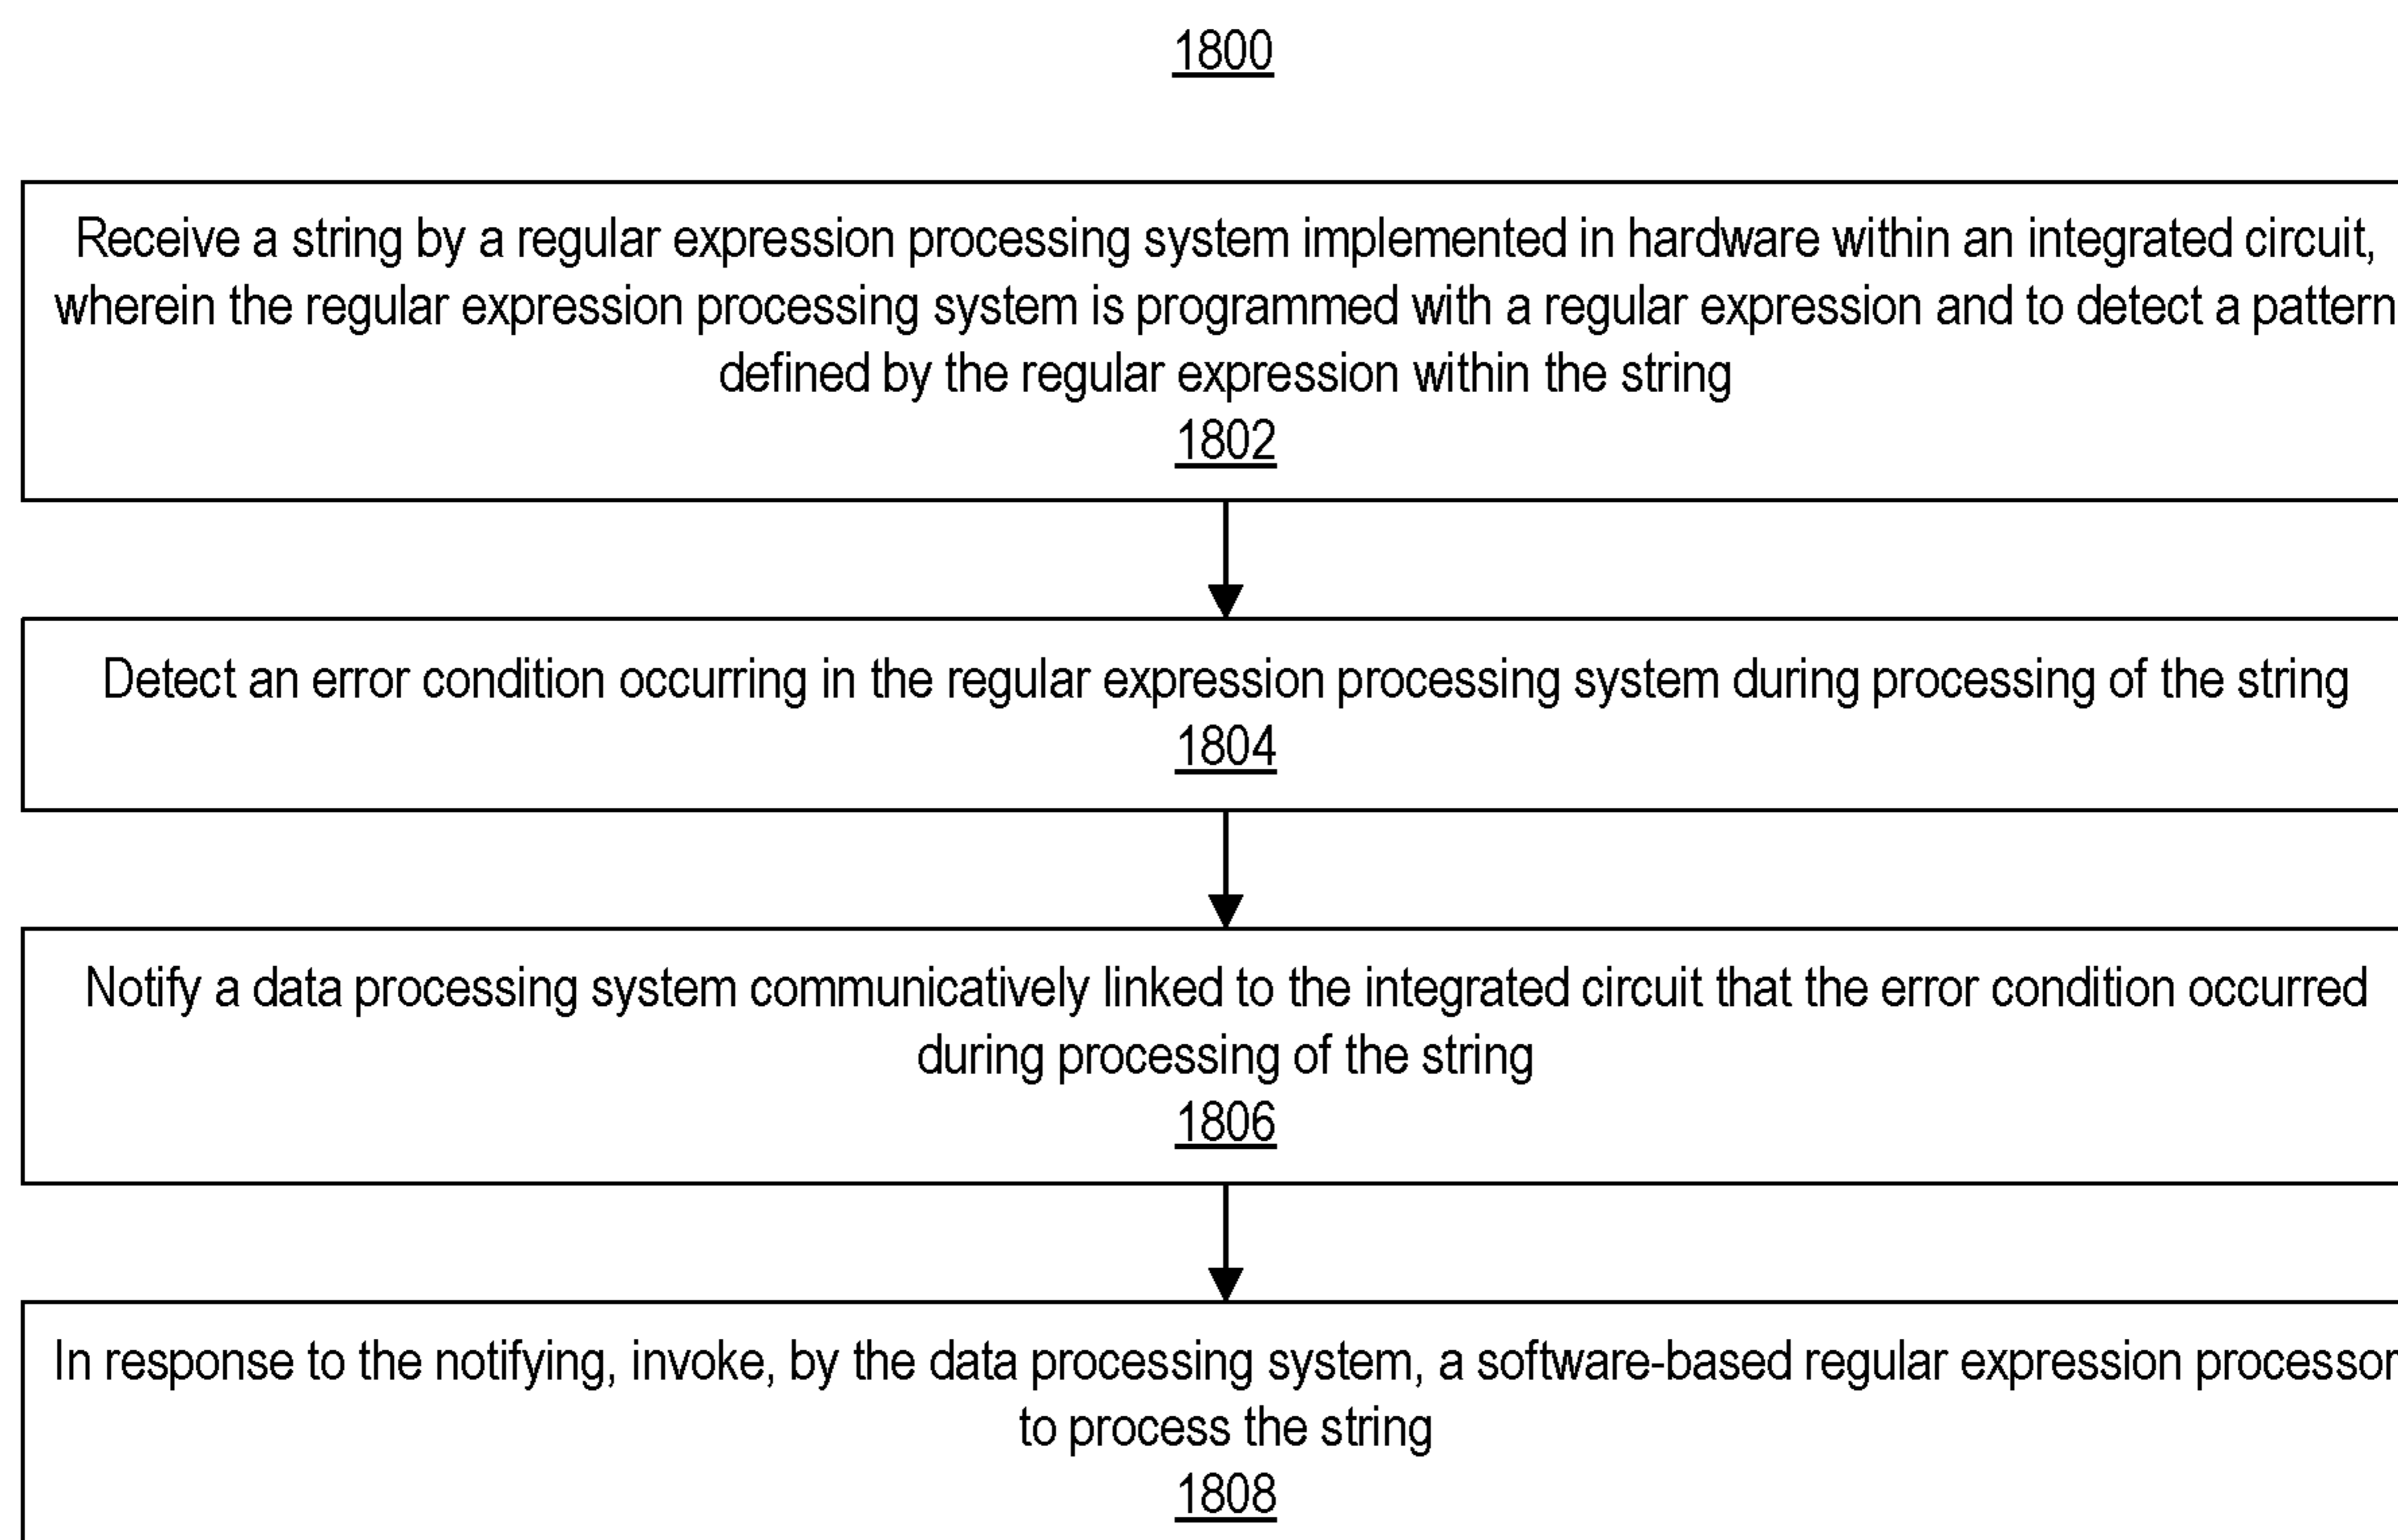 1800
Receive a string by a regular expression processing system implemented in hardware within an integrated circuit,
wherein the regular expression processing system is programmed with a regular expression and to detect a pattern
defined by the regular expression within the string
1802
Detect an error condition occurring in the regular expression processing system during processing of the string
1804
Notify a data processing system communicatively linked to the integrated circuit that the error condition occurred
during processing of the string
1806
In response to the notifying, invoke, by the data processing system, a software-based regular expression processor
to process the string
1808